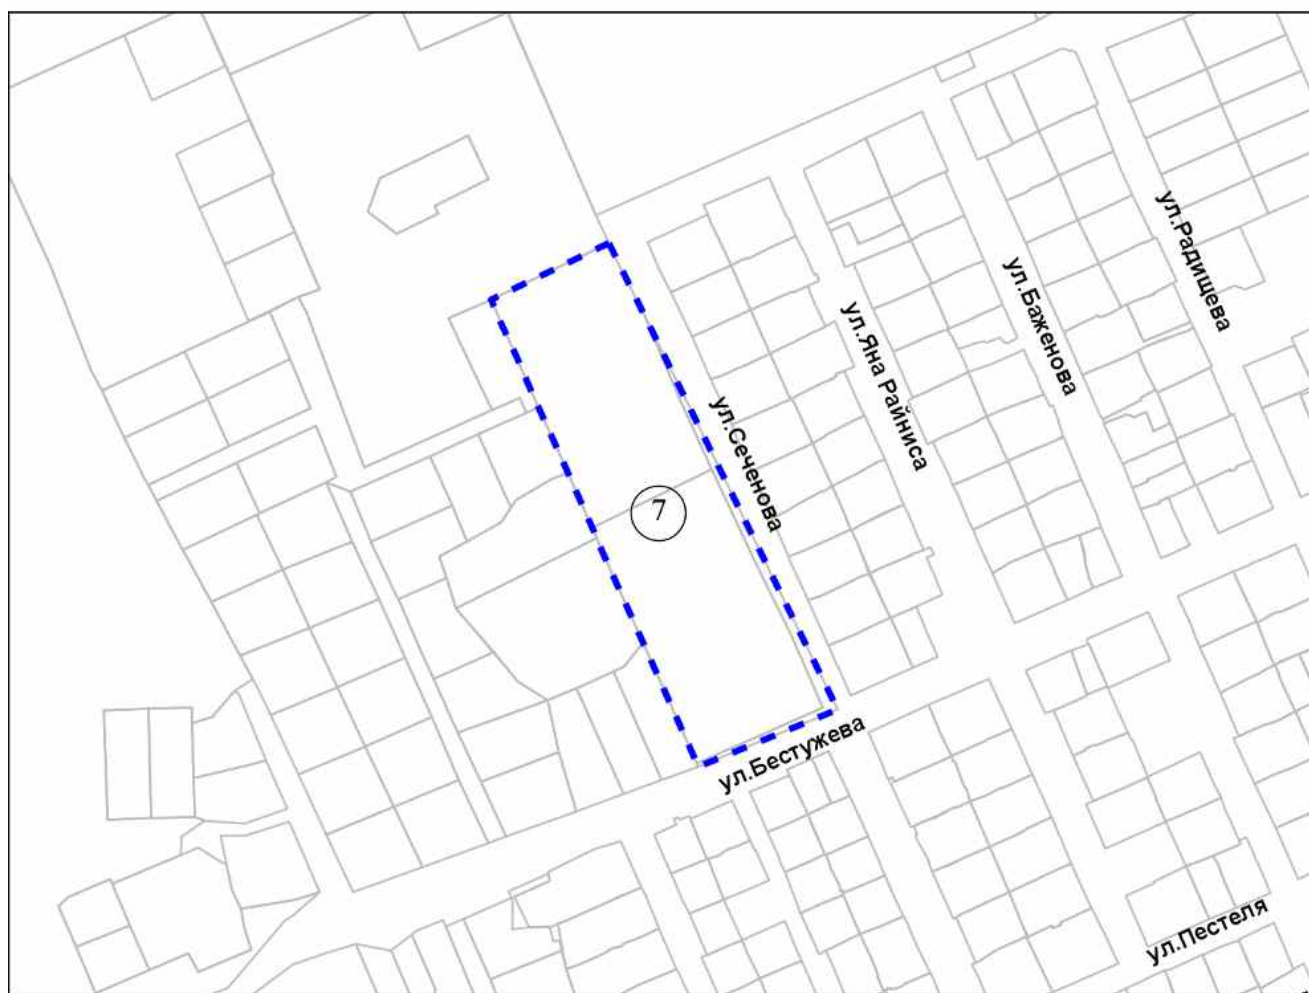 ул.Радищева
ул.Баженова
ул.Яна Райниса
ул.Сеченова
7
ул.Бестужева
ул.Пестеля